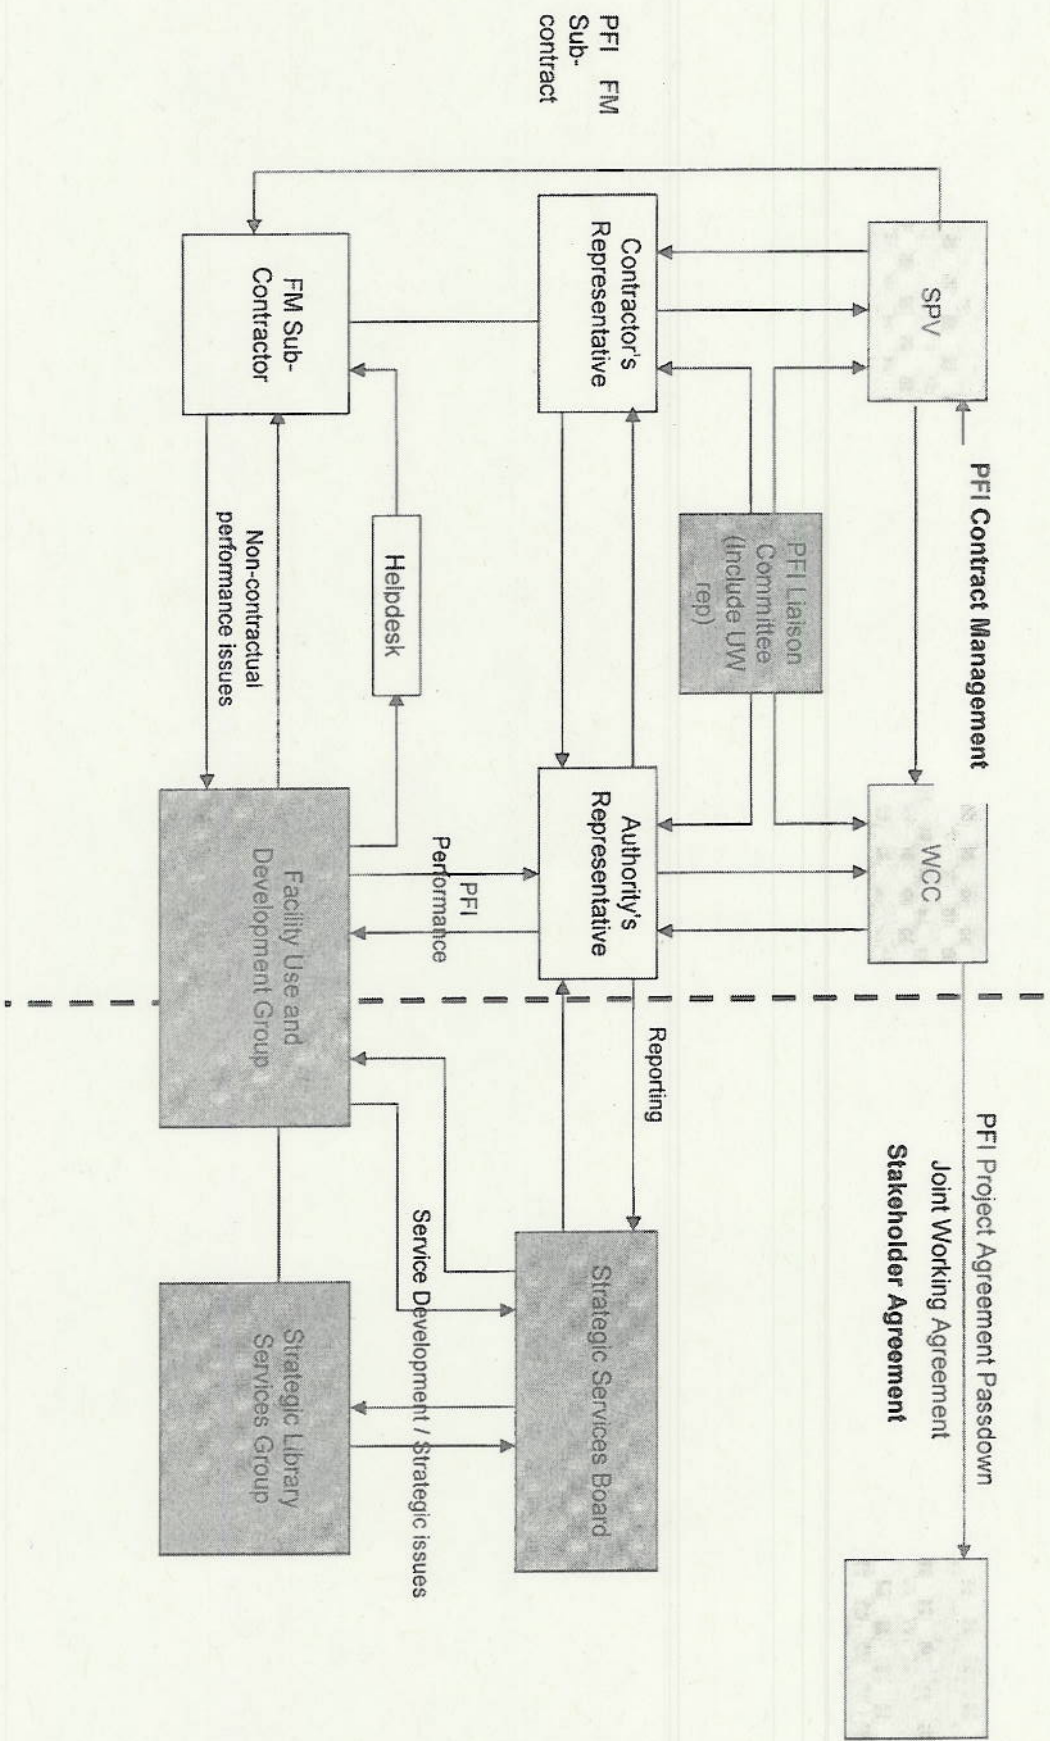 PFI Contract Management
PFI Project Agreement Passdown
Joint Working Agreement
Stakeholder Agreement
SPV
WCC
PFI Liaison
Committee
(Include UW
rep)
PFI FM
Sub-
contract
Contractor's
Representative
Authority's
Representative
Reporting
Strategic Services Board
Helpdesk
PFI
Performance
Service Development / Strategic issues
FM Sub-
Contractor
Non-contractual
performance issues
Facility Use and
Development Group
Strategic Library
Services Group